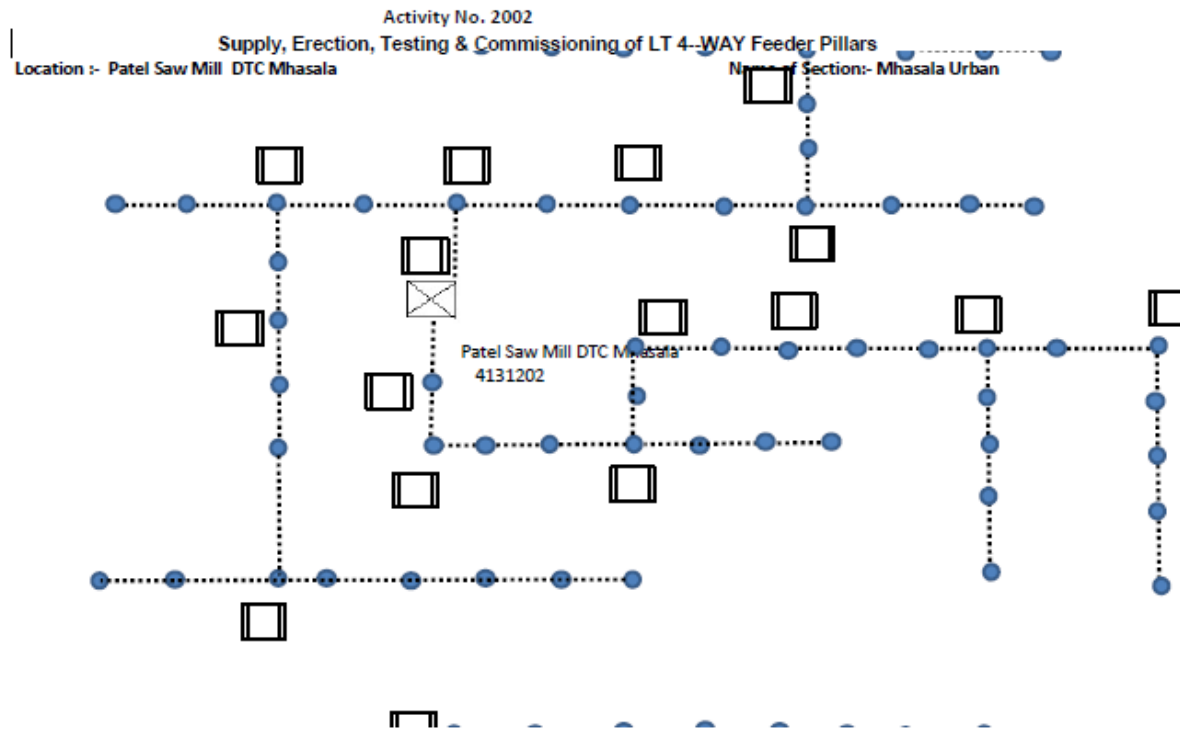 Activity No. 2002
Supply, Erection, Testing & Commissioning of LT 4--WAY Feeder Pillars
Location :- Patel Saw Mill DTC Mhasala
Name of Section:- Mhasala Urban
Patel Saw Mill DTC Mhasala
4131202